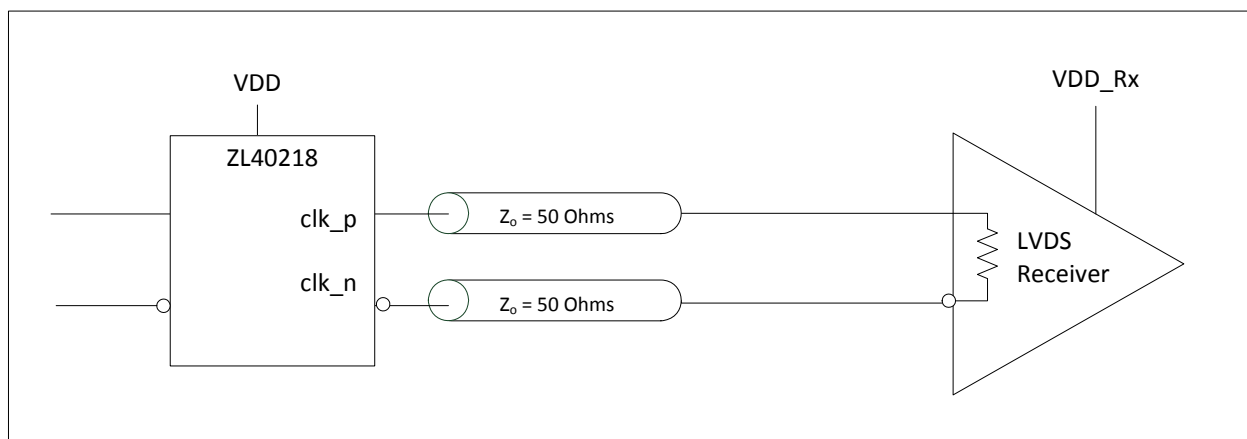 VDD
VDD_Rx
ZL40218
clk_p
Zₒ = 50 Ohms
LVDS
Receiver
clk_n
Zₒ = 50 Ohms